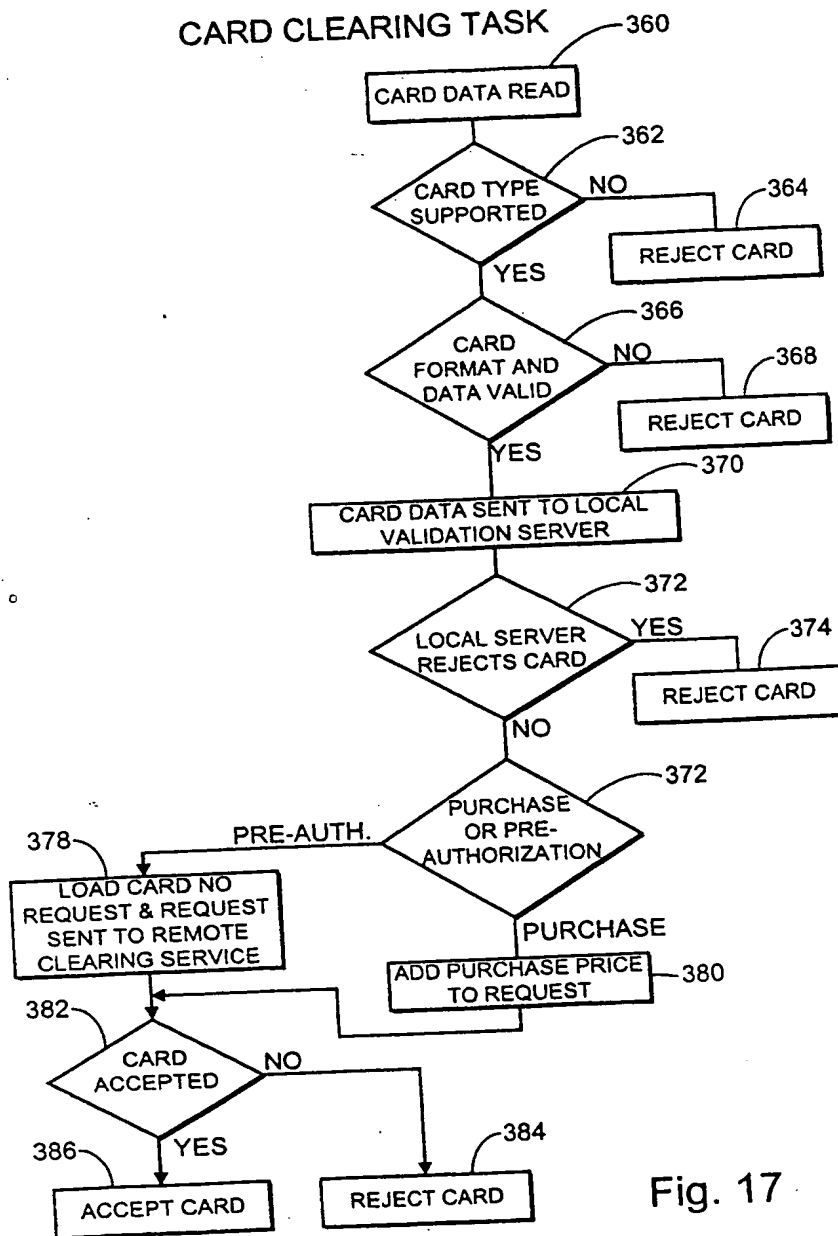 CARD CLEARING TASK
360
CARD DATA READ
362
CARD TYPE
SUPPORTED
NO
364
REJECT CARD
YES
366
CARD
FORMAT AND
DATA VALID
NO
368
REJECT CARD
YES
370
CARD DATA SENT TO LOCAL
VALIDATION SERVER
372
LOCAL SERVER
REJECTS CARD
YES
374
REJECT CARD
NO
372
PURCHASE
OR PRE-
AUTHORIZATION
PRE-AUTH.
378
LOAD CARD NO
REQUEST & REQUEST
SENT TO REMOTE
CLEARING SERVICE
PURCHASE
ADD PURCHASE PRICE
TO REQUEST
380
382
CARD
ACCEPTED
NO
YES
386
ACCEPT CARD
384
REJECT CARD
Fig. 17